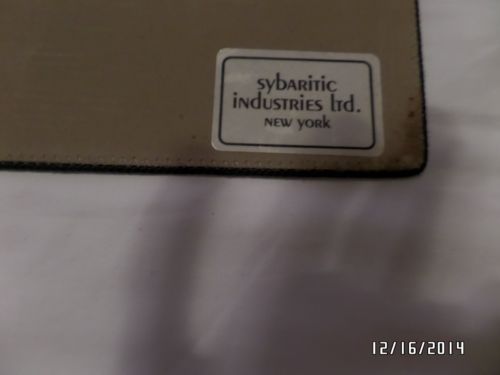 sybaritic
industries ltd.
new york
12/16/2014